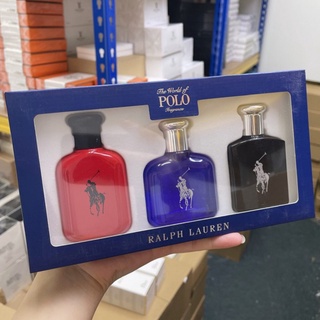 The World of
POLO
Fragrances
RALPH LAUREN